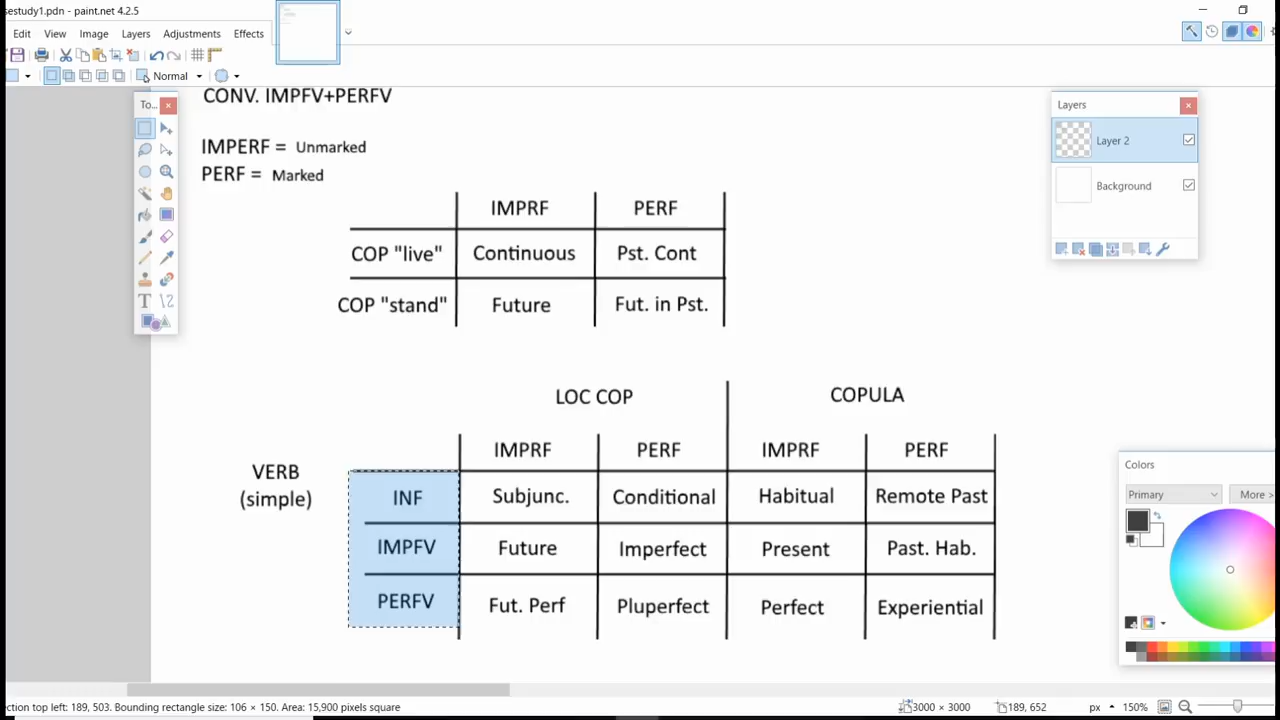 sestudy1.pdn - paint.net 4.2.5
Edit View Image Layers Adjustments Effects
Normal
CONV. IMPFV+PERFV
To...
Layers
Layer 2
Background
IMPERF = Unmarked
PERF = Marked
IMPRF PERF
COP "live" Continuous Pst. Cont
COP "stand" Future Fut. in Pst.
LOC COP COPULA
IMPRF PERF IMPRF PERF
VERB
(simple)
INF Subjunc. Conditional Habitual Remote Past
IMPFV Future Imperfect Present Past. Hab.
PERFV Fut. Perf Pluperfect Perfect Experiential
Colors
Primary More >
ction top left: 189, 503. Bounding rectangle size: 106 × 150. Area: 15,900 pixels square 3000 × 3000 189, 652 px 150%